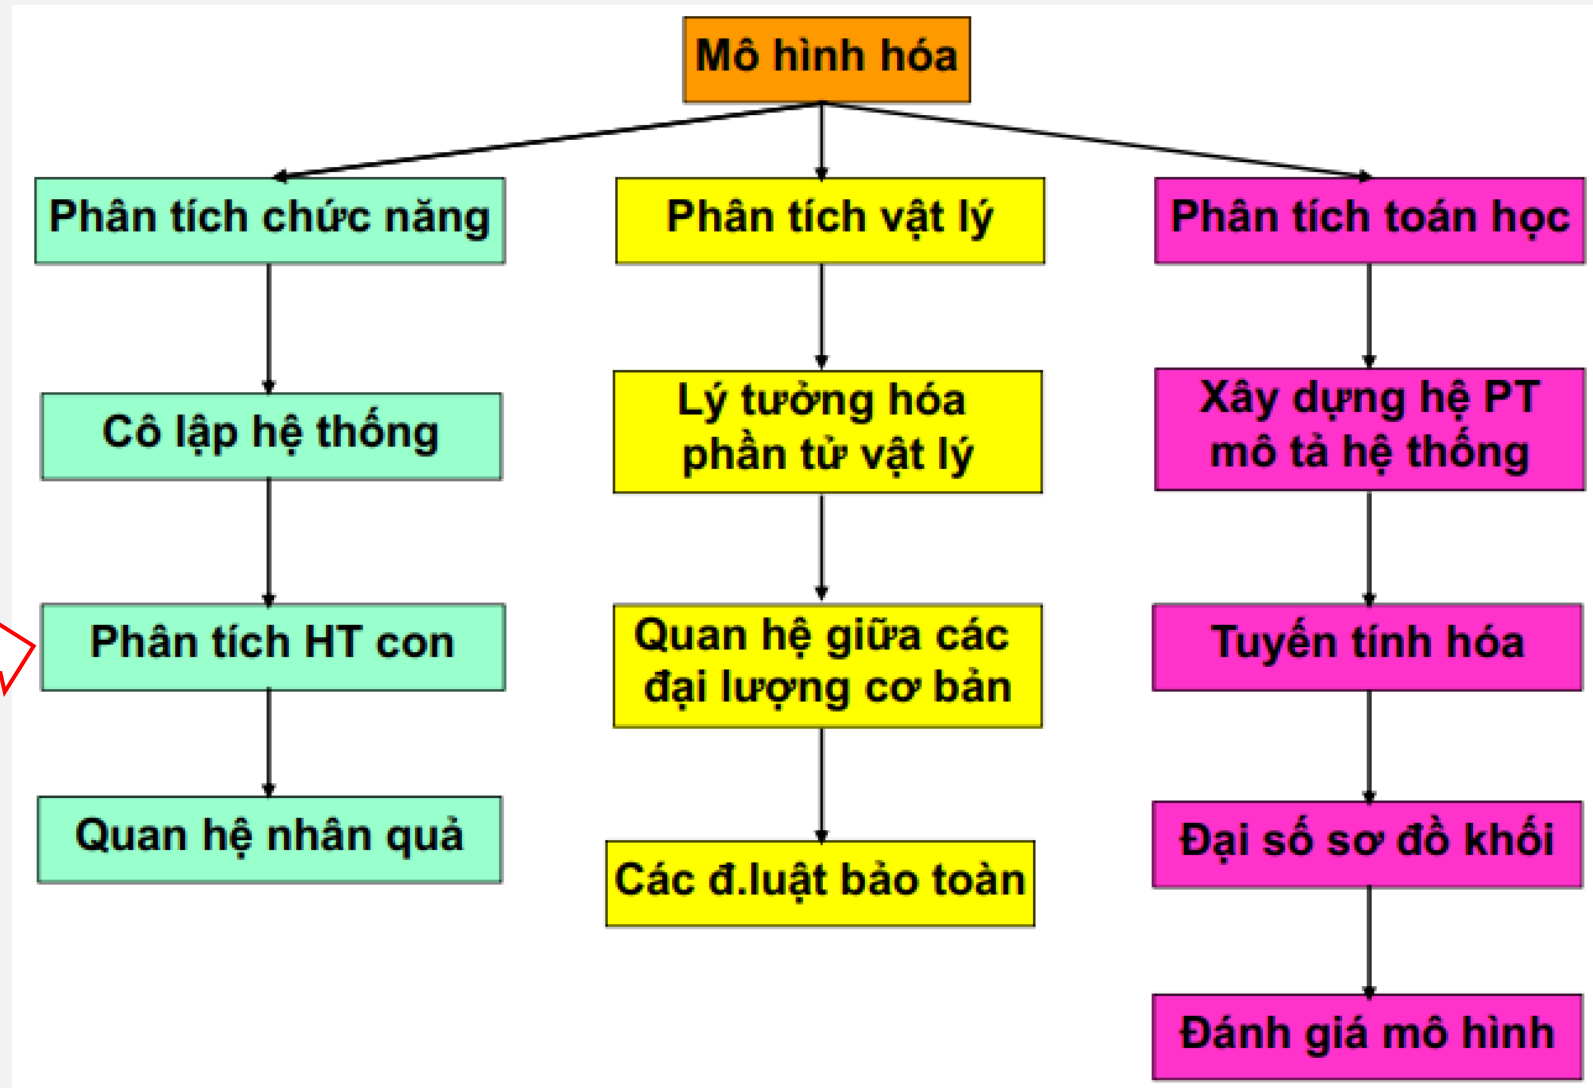 Mô hình hóa
Phân tích chức năng
Phân tích vật lý
Phân tích toán học
Cô lập hệ thống
Lý tưởng hóa
phần tử vật lý
Xây dựng hệ PT
mô tả hệ thống
Phân tích HT con
Quan hệ giữa các
đại lượng cơ bản
Tuyến tính hóa
Quan hệ nhân quả
Các đ.luật bảo toàn
Đại số sơ đồ khối
Đánh giá mô hình